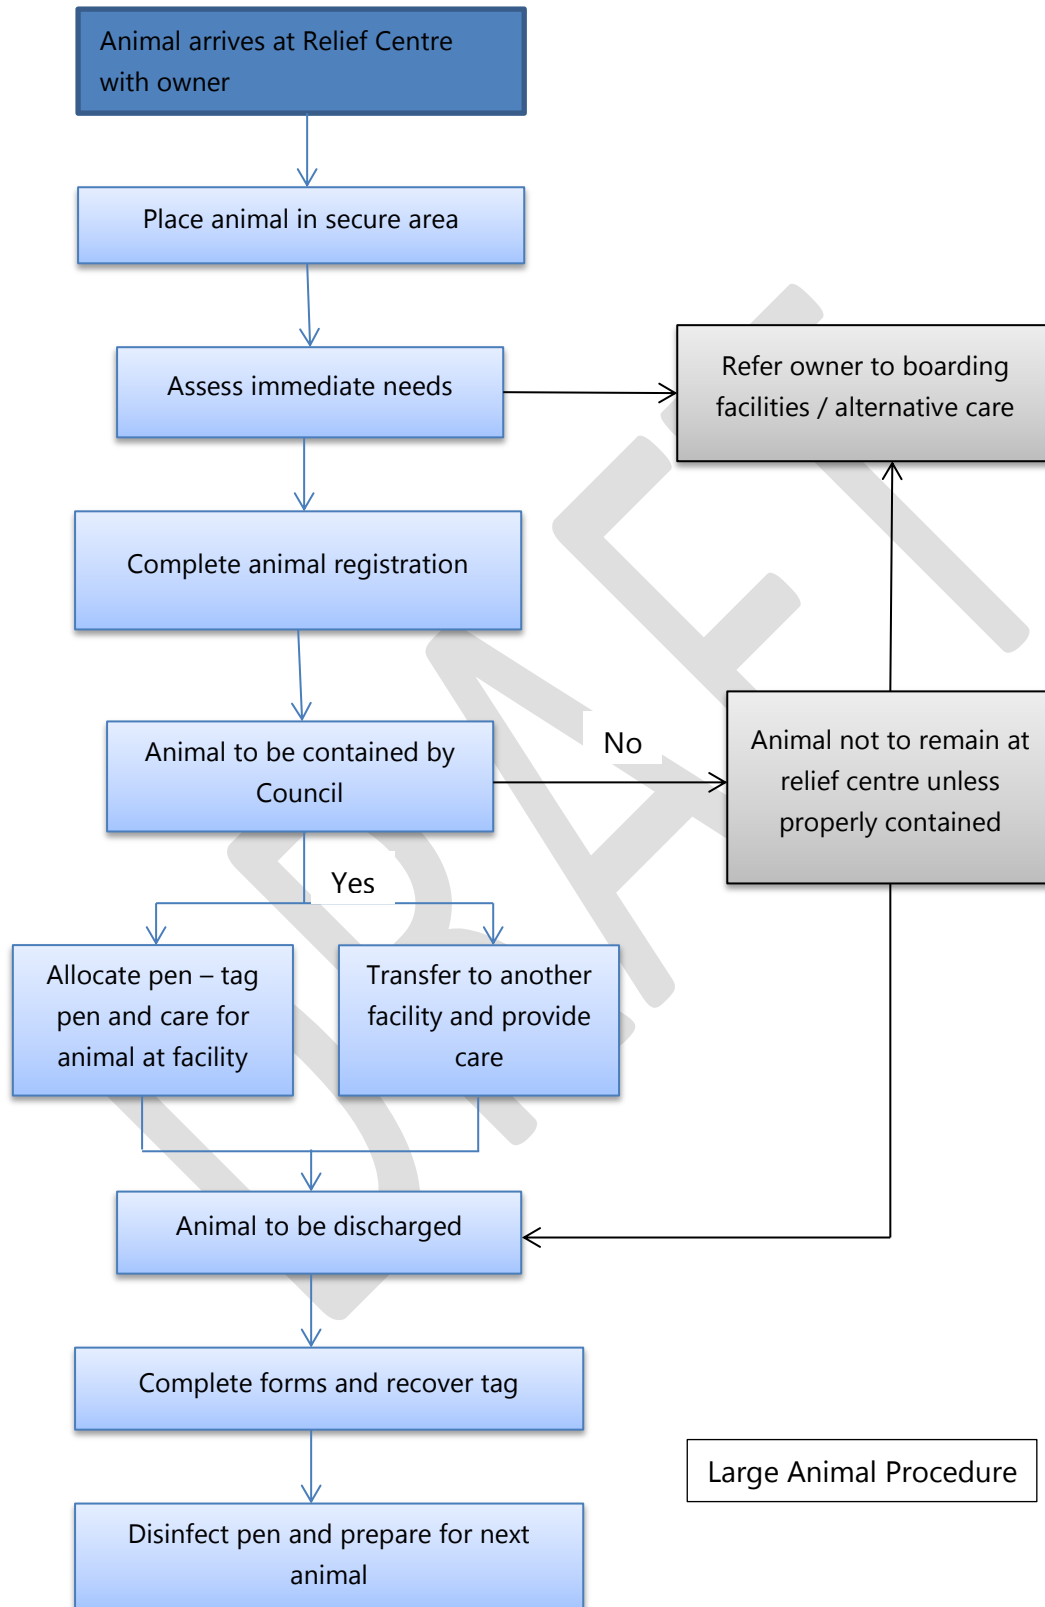 Animal arrives at Relief Centre
with owner
Place animal in secure area
Assess immediate needs
Refer owner to boarding
facilities / alternative care
Complete animal registration
Animal to be contained by
Council
No
Animal not to remain at
relief centre unless
properly contained
Yes
Allocate pen – tag
pen and care for
animal at facility
Transfer to another
facility and provide
care
Animal to be discharged
Complete forms and recover tag
Large Animal Procedure
Disinfect pen and prepare for next
animal
DRAFT